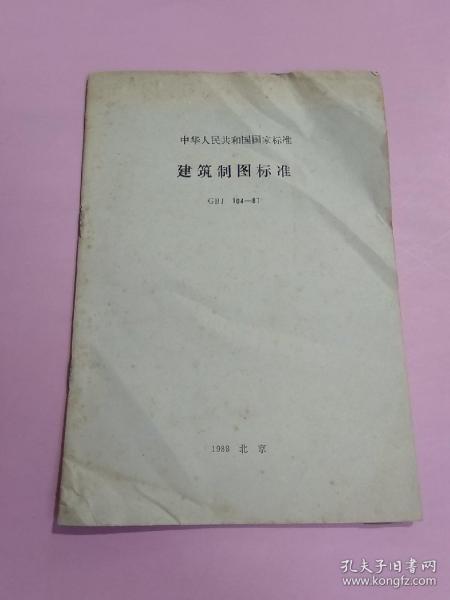 中华人民共和国国家标准
建筑制图标准
GBJ 104—87
1988 北京
孔夫子旧书网
www.kongfz.com